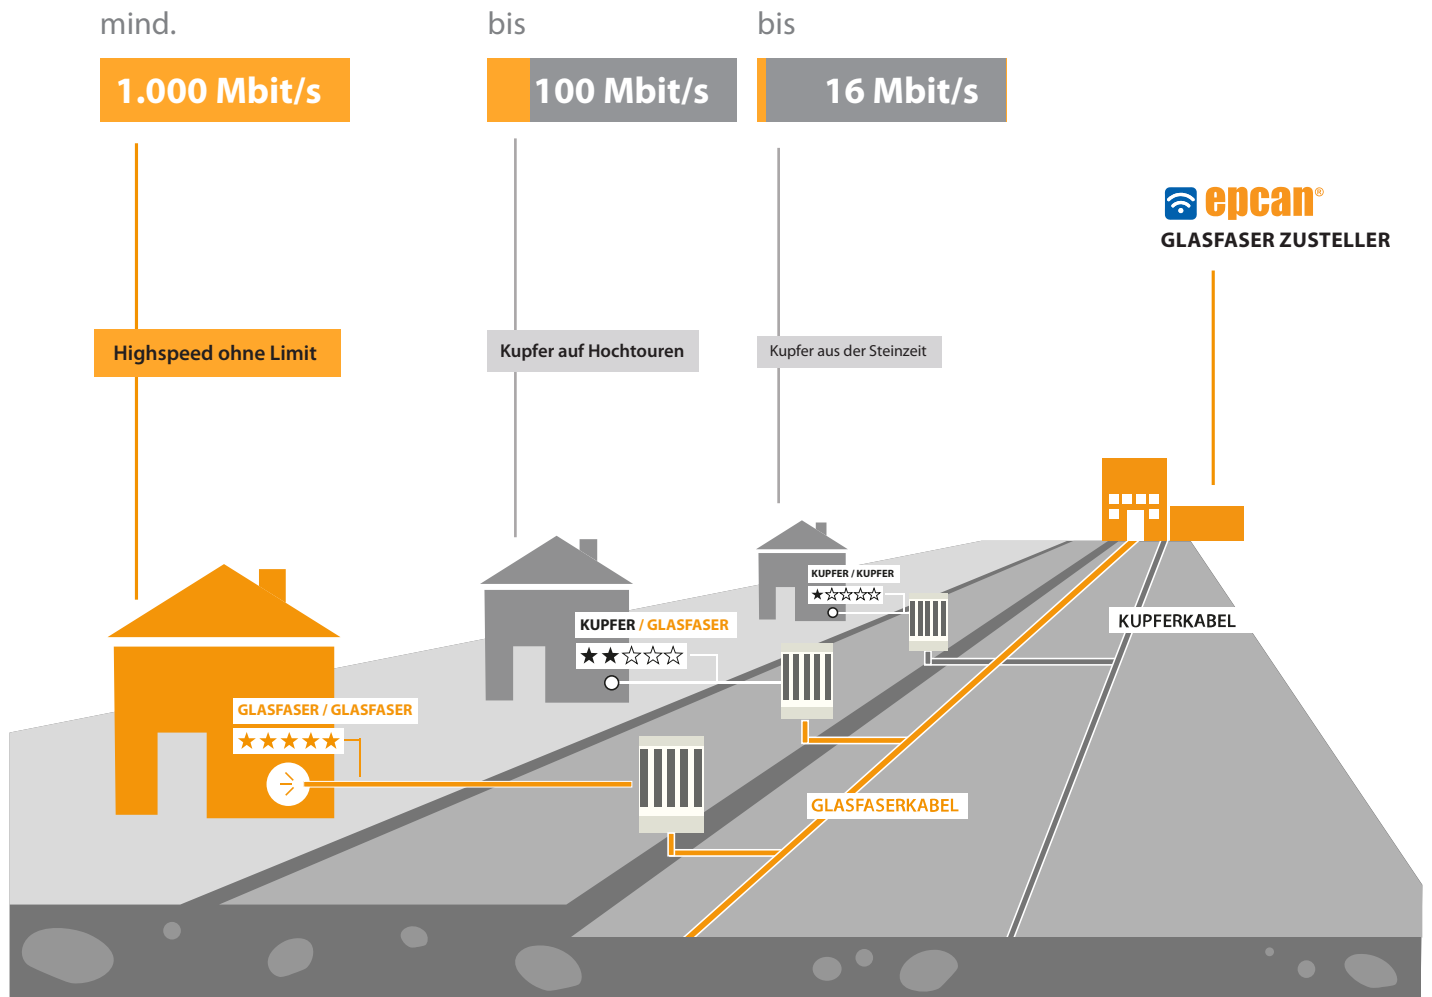 mind.
1.000 Mbit/s
bis
100 Mbit/s
bis
16 Mbit/s
epcan®
GLASFASER ZUSTELLER
Highspeed ohne Limit
Kupfer auf Hochtouren
Kupfer aus der Steinzeit
KUPFER / KUPFER
KUPFER / GLASFASER
KUPFERKABEL
GLASFASER / GLASFASER
GLASFASERKABEL